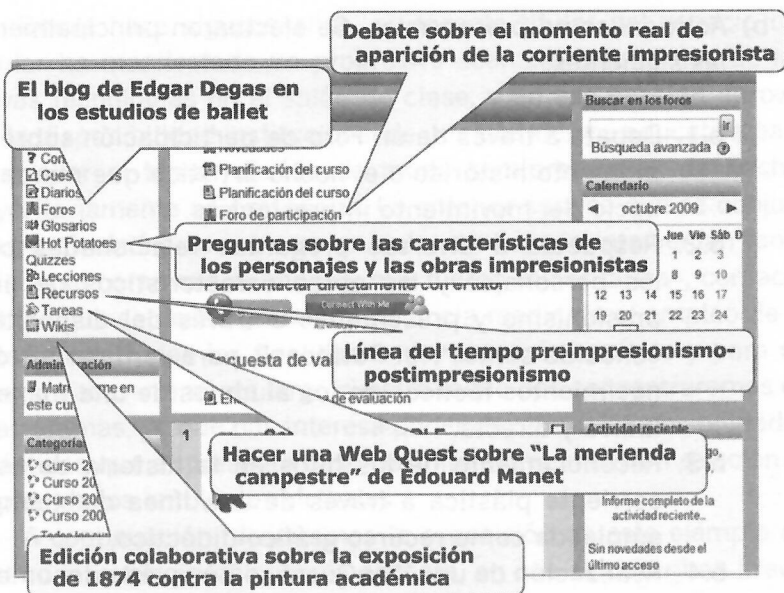 Debate sobre el momento real de
aparición de la corriente impresionista
El blog de Edgar Degas en
los estudios de ballet
Buscar en los foros
Ir
Búsqueda avanzada
Calendario
◄ octubre 2009 ►
Jue Vie Sáb D
1 2 3
8 9 10
12 13 14 15 16 17
19 20 21 22 23 24
Diarios
Foros
Glosarios
Hot Potatoes
Quizzes
Lecciones
Recursos
Tareas
Wikis
Planificación del curso
Planificación del curso
Foro de participación
Preguntas sobre las características de
los personajes y las obras impresionistas
para contactar directamente con el tutor
Connect With Me
Línea del tiempo preimpresionismo-
postimpresionismo
de evaluación
este
Categoría
Curso
Curso 20
Curso 200
Curso 200
1
Actividad reciente
Hacer una Web Quest sobre “La merienda
campestre” de Édouard Manet
Informe completo de la
actividad reciente...
Sin novedades desde el
último acceso
Edición colaborativa sobre la exposición
de 1874 contra la pintura académica